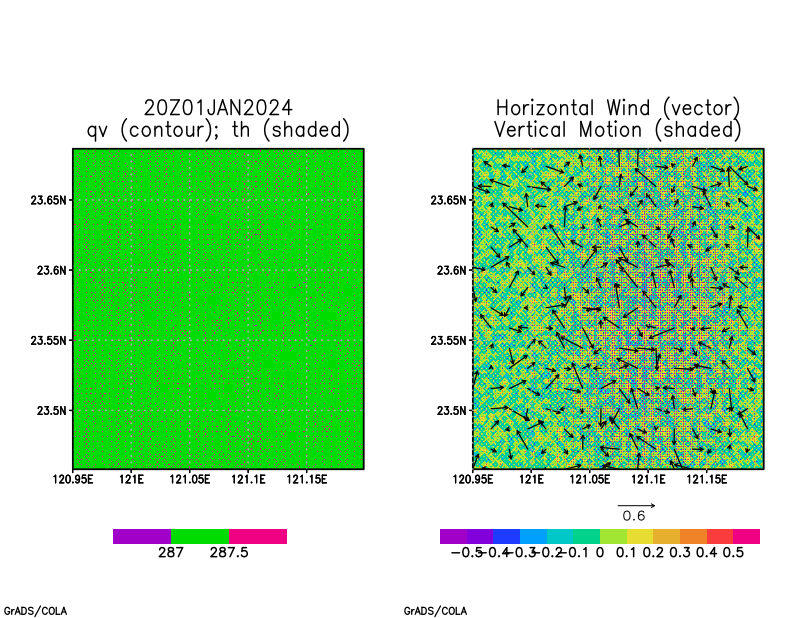 20Z01JAN2024
qv (contour); th (shaded)
23.65N
23.6N
23.55N
23.5N
120.95E 121E 121.05E 121.1E 121.15E
287 287.5
Horizontal Wind (vector)
Vertical Motion (shaded)
23.65N
23.6N
23.55N
23.5N
120.95E 121E 121.05E 121.1E 121.15E
0.6
-0.5 -0.4 -0.3 -0.2 -0.1 0 0.1 0.2 0.3 0.4 0.5
GrADS/COLA
GrADS/COLA